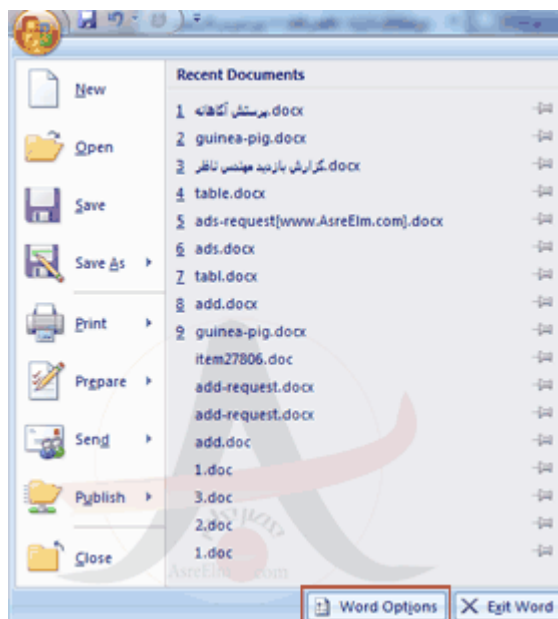 New
Open
Save
Save As
Print
Prepare
Send
Publish
Close
Recent Documents
1 پرستش آگاهانه.docx
2 guinea-pig.docx
3 گزارش بازدید مهندس ناظر.docx
4 table.docx
5 ads-request[www.AsreElm.com].docx
6 ads.docx
7 tabl.docx
8 add.docx
9 guinea-pig.docx
item27806.doc
add-request.docx
add-request.docx
add.doc
1.doc
3.doc
2.doc
1.doc
AsreElm com
Word Options
Exit Word